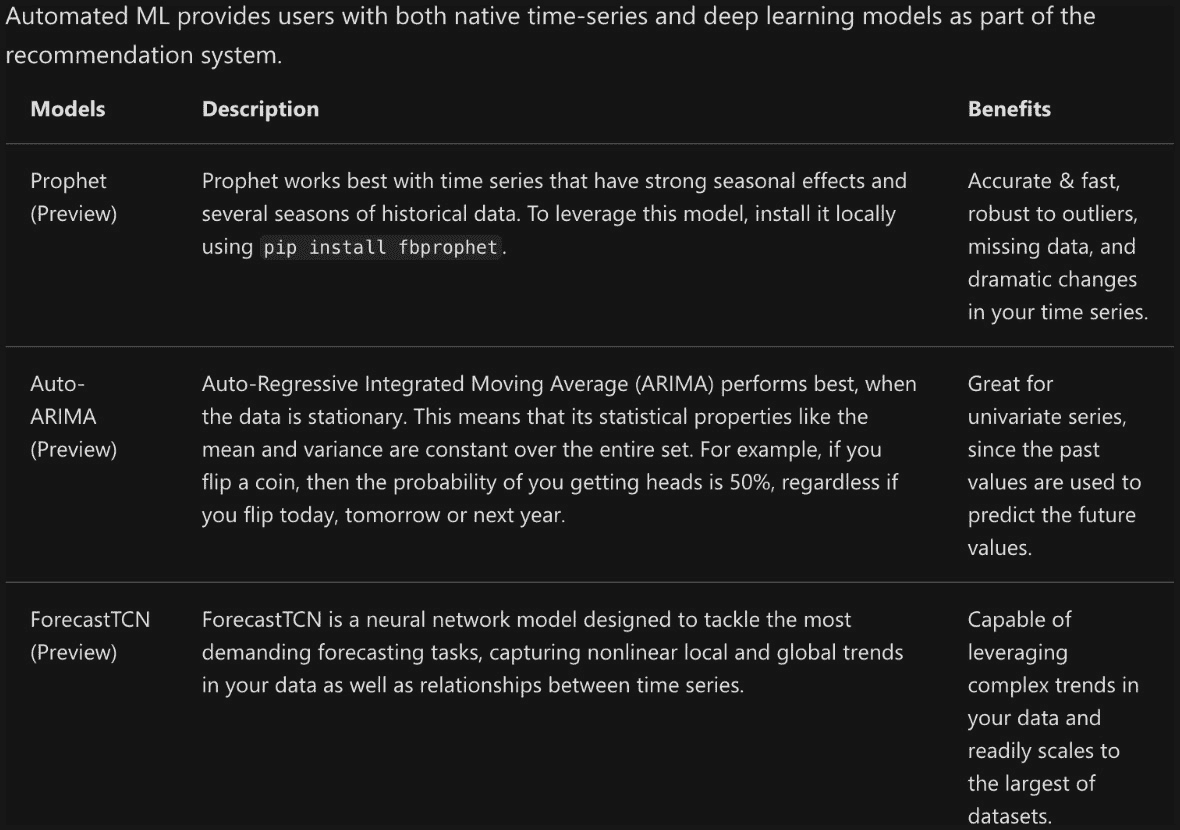 Automated ML provides users with both native time-series and deep learning models as part of the
recommendation system.
Models Description Benefits
Prophet
(Preview)
Prophet works best with time series that have strong seasonal effects and
several seasons of historical data. To leverage this model, install it locally
using pip install fbprophet.
Accurate & fast,
robust to outliers,
missing data, and
dramatic changes
in your time series.
Auto-
ARIMA
(Preview)
Auto-Regressive Integrated Moving Average (ARIMA) performs best, when
the data is stationary. This means that its statistical properties like the
mean and variance are constant over the entire set. For example, if you
flip a coin, then the probability of you getting heads is 50%, regardless if
you flip today, tomorrow or next year.
Great for
univariate series,
since the past
values are used to
predict the future
values.
ForecastTCN
(Preview)
ForecastTCN is a neural network model designed to tackle the most
demanding forecasting tasks, capturing nonlinear local and global trends
in your data as well as relationships between time series.
Capable of
leveraging
complex trends in
your data and
readily scales to
the largest of
datasets.